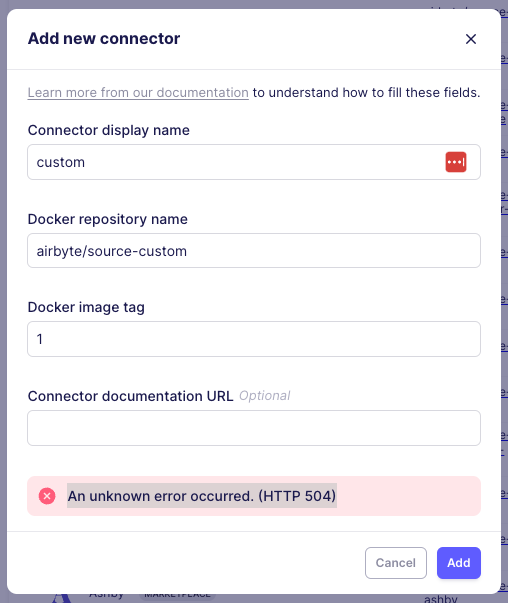 Add new connector
Learn more from our documentation to understand how to fill these fields.
Connector display name
custom
Docker repository name
airbyte/source-custom
Docker image tag
1
Connector documentation URL Optional
An unknown error occurred. (HTTP 504)
Cancel
Add
Ashby
MARKETPLACE
ashby